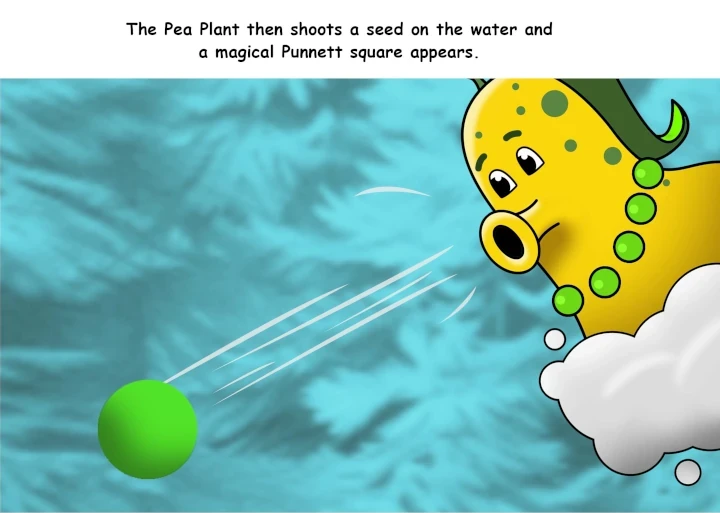 The Pea Plant then shoots a seed on the water and
a magical Punnett square appears.